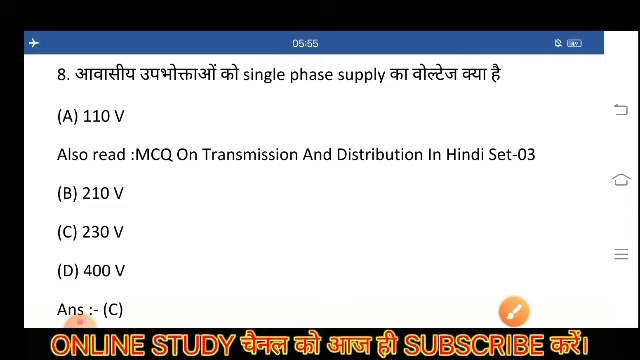 05:55
8. आवासीय उपभोक्ताओं को single phase supply का वोल्टेज क्या है
(A) 110 V
Also read :MCQ On Transmission And Distribution In Hindi Set-03
(B) 210 V
(C) 230 V
(D) 400 V
Ans :- (C)
ONLINE STUDY चैनल को आज ही SUBSCRIBE करें।